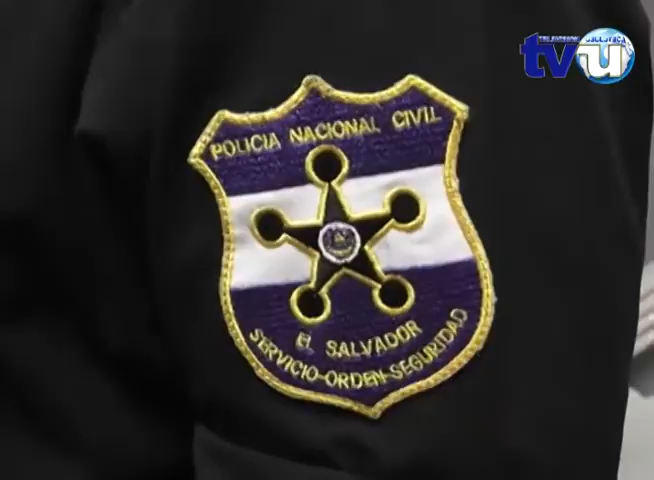 tvu
POLICIA NACIONAL CIVIL
EL SALVADOR
SERVICIO-ORDEN-SEGURIDAD